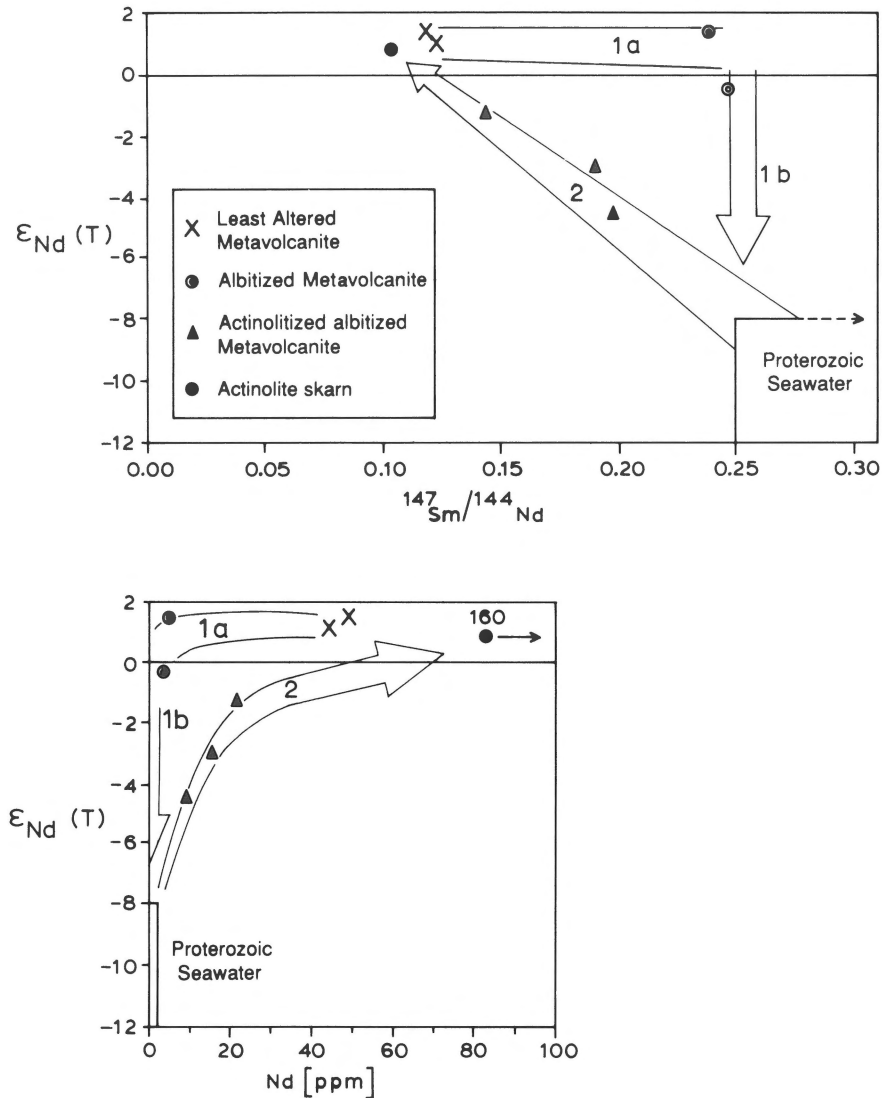 2
0
-2
-4
-6
-8
-10
-12
εNd (T)
1a
1b
2
Least Altered
Metavolcanite
Albitized Metavolcanite
Actinolitized albitized
Metavolcanite
Actinolite skarn
Proterozoic
Seawater
0.00 0.05 0.10 0.15 0.20 0.25 0.30
147Sm/144Nd
2
0
-2
-4
-6
-8
-10
-12
εNd (T)
1a
160
2
1b
Proterozoic
Seawater
0 20 40 60 80 100
Nd [ppm]